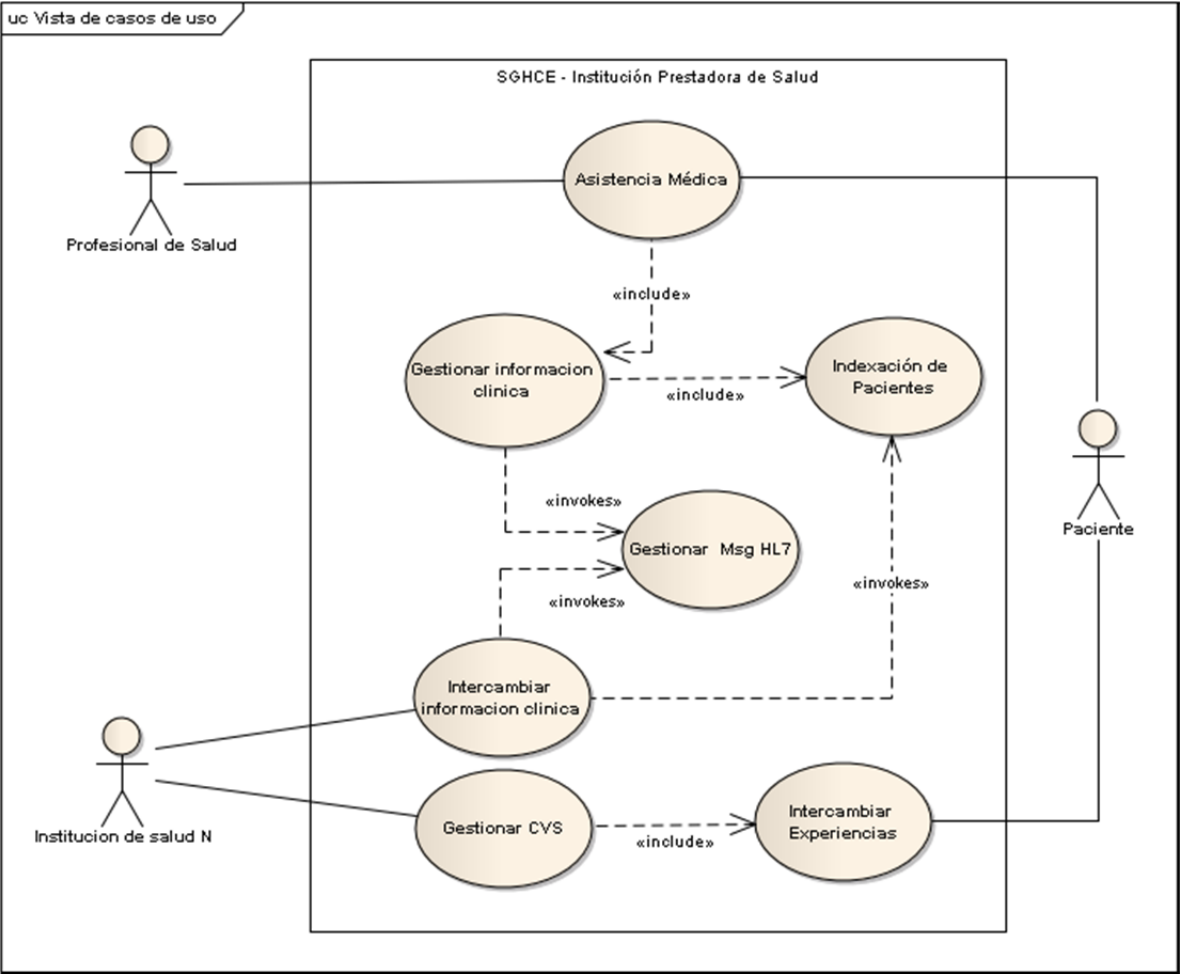 uc Vista de casos de uso
SGHCE - Institución Prestadora de Salud
Asistencia Médica
Profesional de Salud
«include»
Gestionar informacion
clinica
«include»
Indexación de
Pacientes
«invokes»
Gestionar Msg HL7
Paciente
«invokes»
«invokes»
Intercambiar
informacion clinica
Institucion de salud N
Gestionar CVS
«include»
Intercambiar
Experiencias